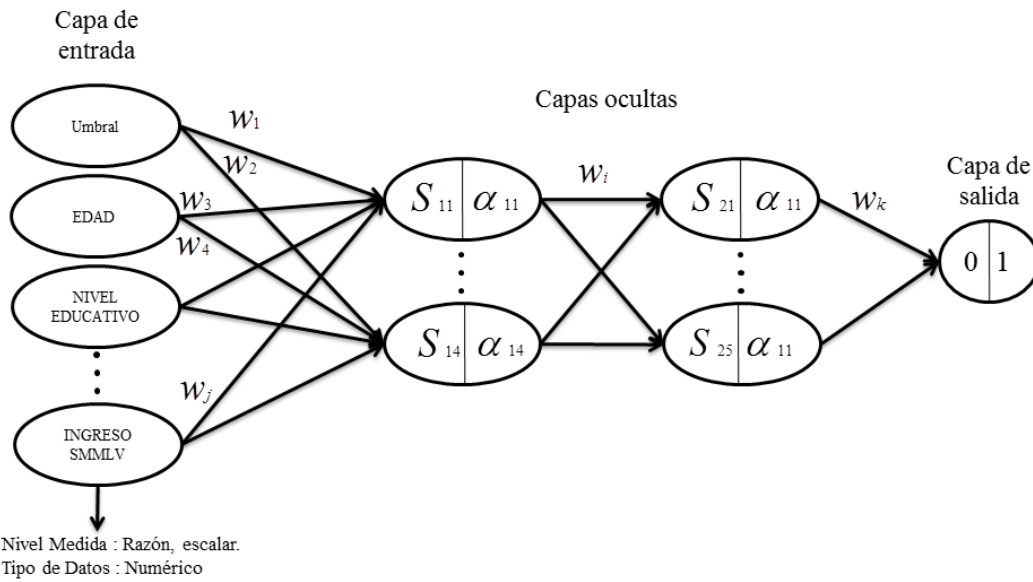 Capa de
entrada
Umbral
EDAD
NIVEL
EDUCATIVO
INGRESO
SMMLV
Nivel Medida : Razón, escalar.
Tipo de Datos : Numérico
w1
w2
w3
w4
wj
Capas ocultas
S11 α11
S14 α14
wi
S21 α11
S25 α11
wk
Capa de
salida
0 1